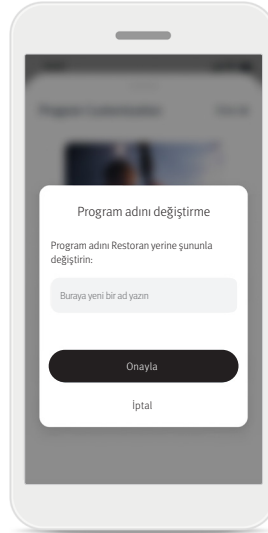 Program adını değiştirme
Program adını Restoran yerine şununla
değiştirin:
Buraya yeni bir ad yazın
Onayla
İptal